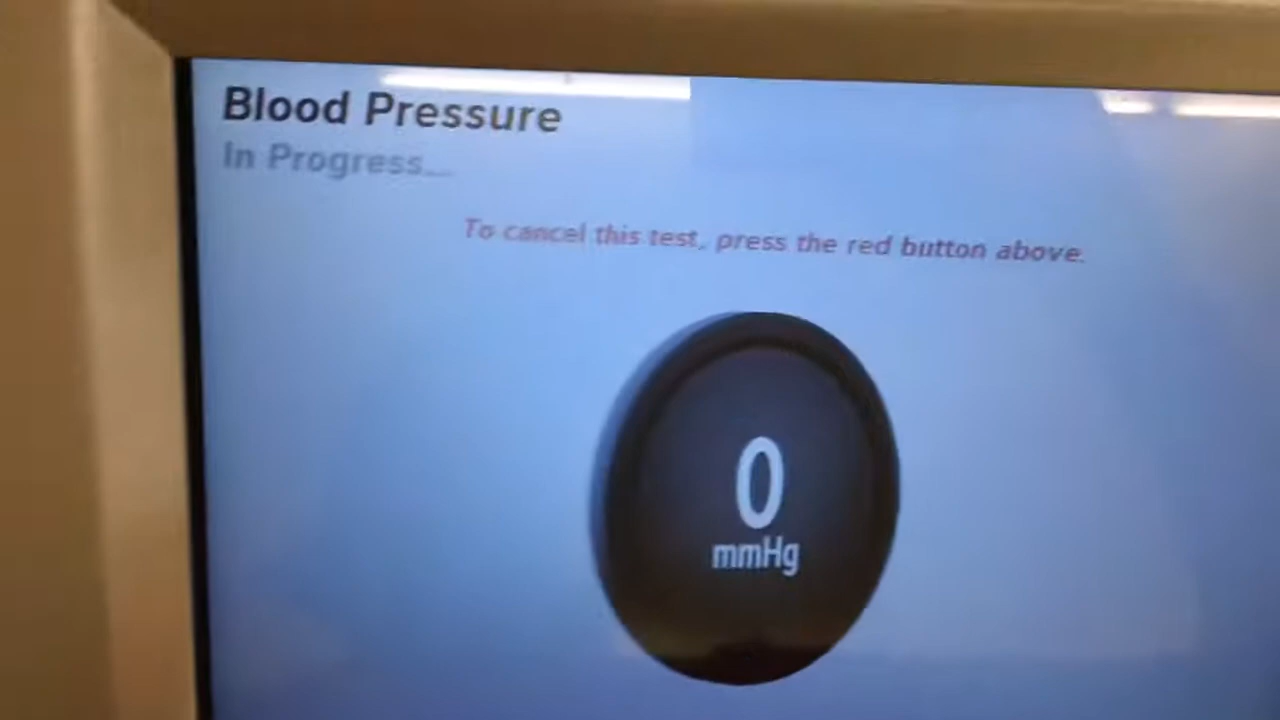 Blood Pressure
In Progress...
To cancel this test, press the red button above.
0
mmHg